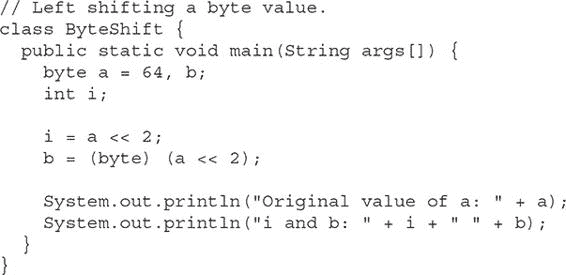 // Left shifting a byte value.
class ByteShift {
  public static void main(String args[]) {
    byte a = 64, b;
    int i;

    i = a << 2;
    b = (byte) (a << 2);

    System.out.println("Original value of a: " + a);
    System.out.println("i and b: " + i + " " + b);
  }
}